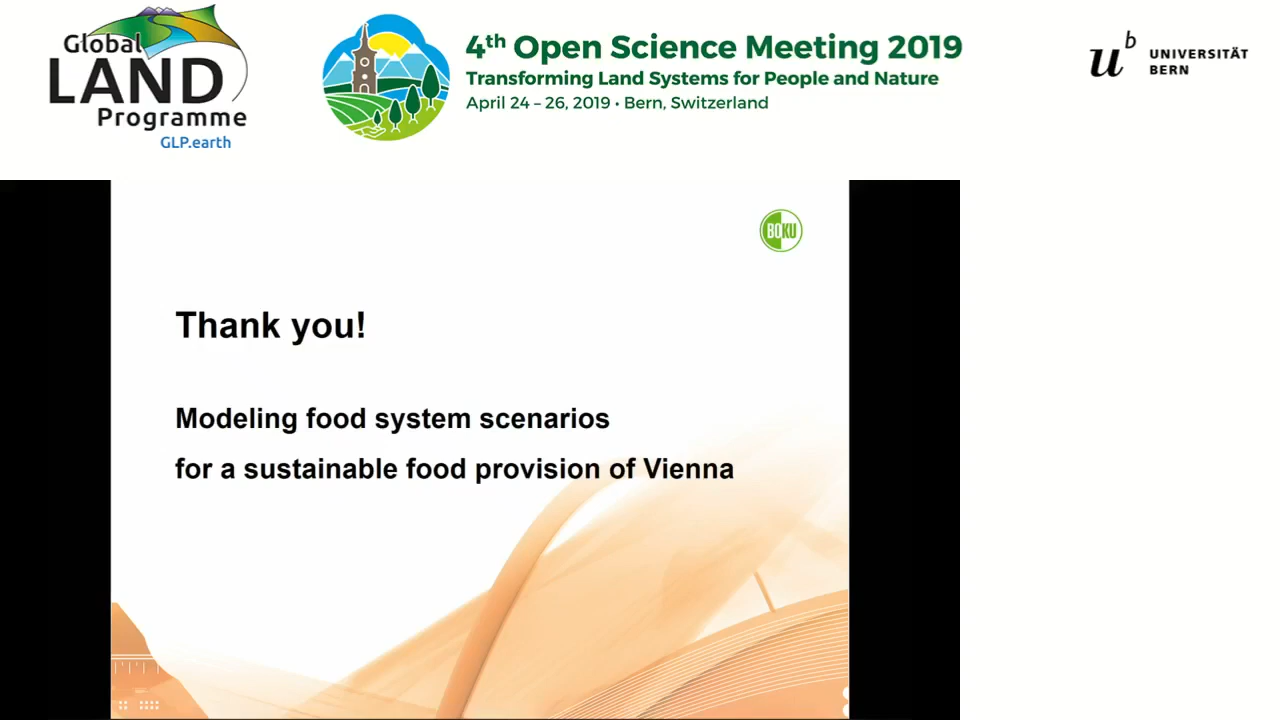 Global
LAND
Programme
GLP.earth
4th Open Science Meeting 2019
Transforming Land Systems for People and Nature
April 24 – 26, 2019 • Bern, Switzerland
u b
UNIVERSITÄT
BERN
BOKU
Thank you!
Modeling food system scenarios
for a sustainable food provision of Vienna